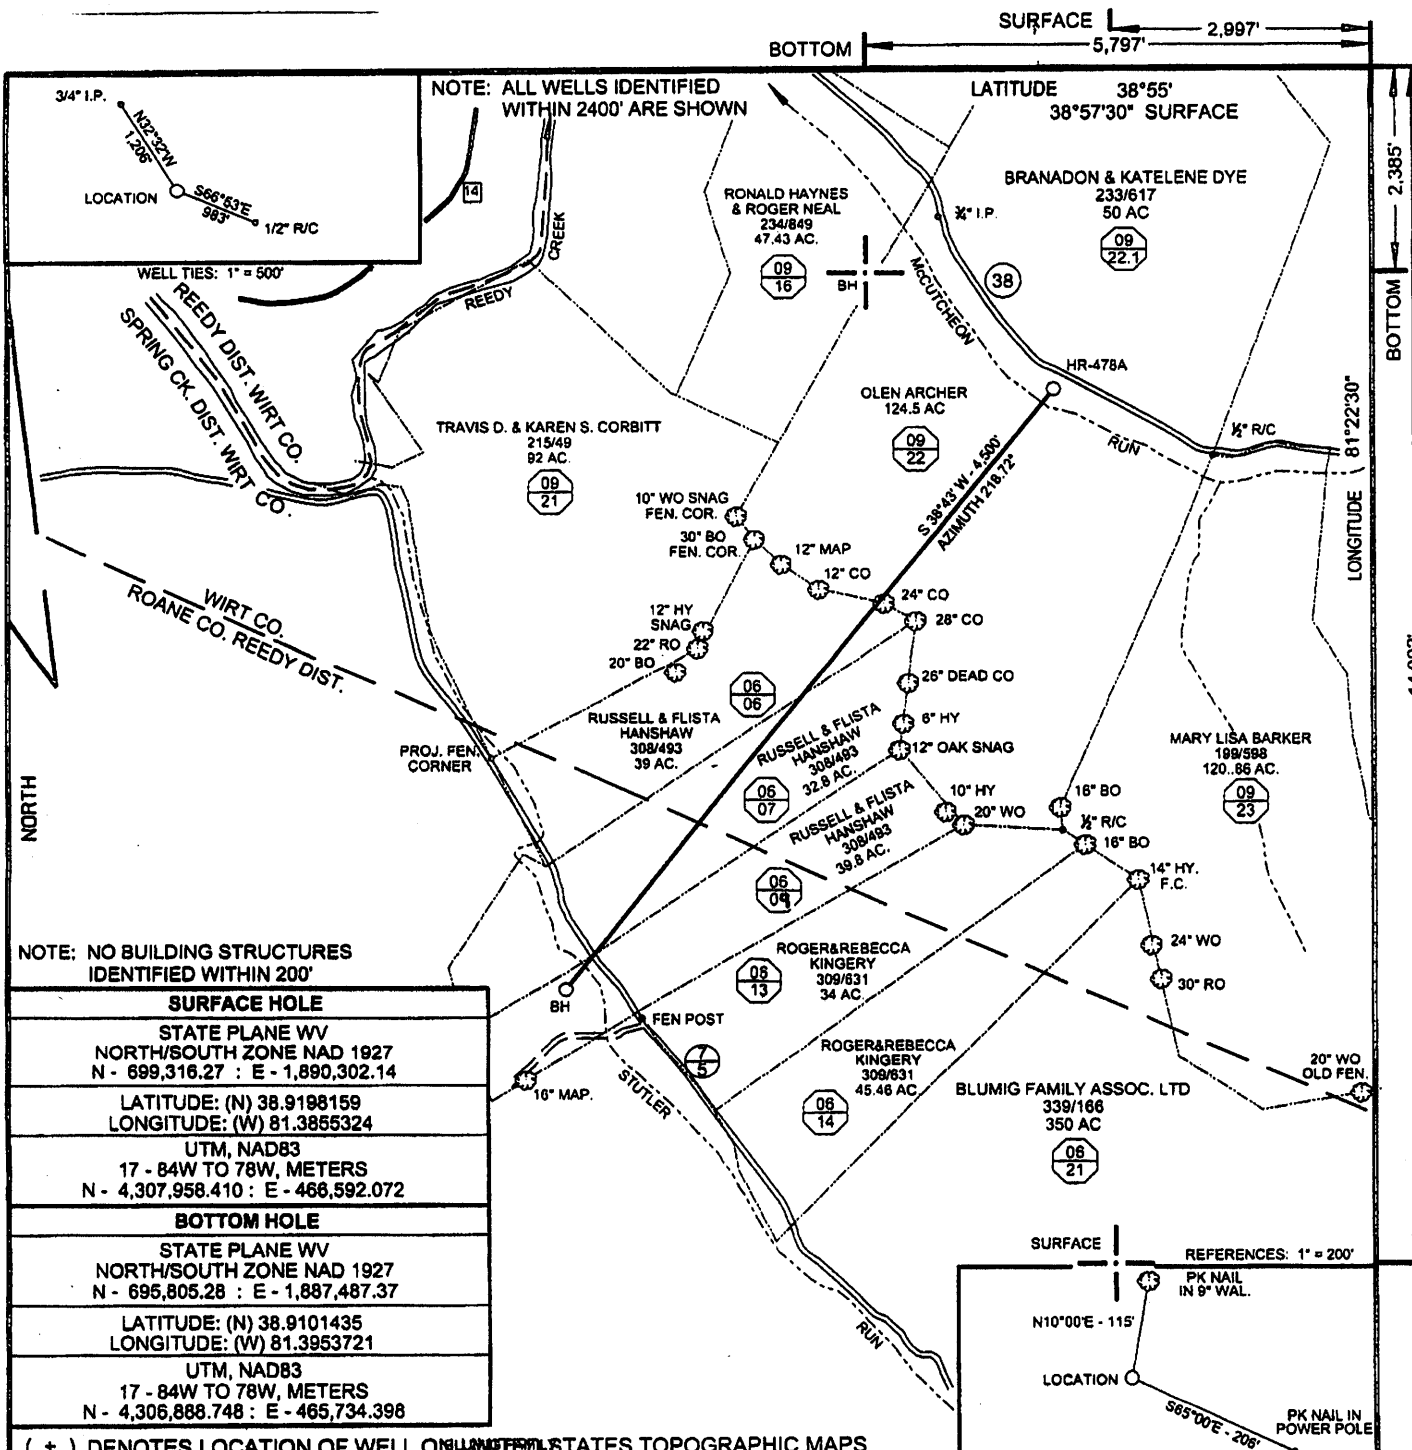 SURFACE
2,997'
BOTTOM
5,797'
3/4" I.P.
N32°32'W
1,206'
LOCATION
S66°53'E
983'
1/2" R/C
WELL TIES: 1" = 500'
NOTE: ALL WELLS IDENTIFIED
WITHIN 2400' ARE SHOWN
14
LATITUDE 38°55'
38°57'30" SURFACE
2,385'
BOTTOM
BRANADON & KATELENE DYE
233/617
50 AC
09
22.1
RONALD HAYNES
& ROGER NEAL
234/849
47.43 AC.
09
16
BH
¾" I.P.
38
McCUTCHEON
RUN
CREEK
REEDY
REEDY DIST. WIRT CO.
SPRING CK. DIST. WIRT CO.
HR-478A
OLEN ARCHER
124.5 AC
09
22
½" R/C
81°22'30"
LONGITUDE
TRAVIS D. & KAREN S. CORBITT
215/49
92 AC.
09
21
S 38°43' W - 4,500'
AZIMUTH 218.72°
10" WO SNAG
FEN. COR.
30" BO
FEN. COR.
12" MAP
12" CO
24" CO
28" CO
12" HY
SNAG
22" RO
20" BO
26" DEAD CO
6" HY
12" OAK SNAG
WIRT CO.
ROANE CO. REEDY DIST.
NORTH
PROJ. FEN.
CORNER
06
06
RUSSELL & FLISTA
HANSHAW
308/493
39 AC.
RUSSELL & FLISTA
HANSHAW
308/493
32.8 AC.
06
07
RUSSELL & FLISTA
HANSHAW
308/493
39.8 AC.
06
09
10" HY
20" WO
16" BO
½" R/C
16" BO
14" HY.
F.C.
MARY LISA BARKER
199/598
120..86 AC.
09
23
24" WO
30" RO
ROGER&REBECCA
KINGERY
309/631
34 AC.
06
13
ROGER&REBECCA
KINGERY
309/631
45.46 AC.
06
14
BLUMIG FAMILY ASSOC. LTD
339/166
350 AC
06
21
20" WO
OLD FEN.
BH
FEN POST
7
5
16" MAP.
STUTLER
RUN
NOTE: NO BUILDING STRUCTURES
IDENTIFIED WITHIN 200'
SURFACE HOLE
STATE PLANE WV
NORTH/SOUTH ZONE NAD 1927
N - 699,316.27 : E - 1,890,302.14
LATITUDE: (N) 38.9198159
LONGITUDE: (W) 81.3855324
UTM, NAD83
17 - 84W TO 78W, METERS
N - 4,307,958.410 : E - 466,592.072
BOTTOM HOLE
STATE PLANE WV
NORTH/SOUTH ZONE NAD 1927
N - 695,805.28 : E - 1,887,487.37
LATITUDE: (N) 38.9101435
LONGITUDE: (W) 81.3953721
UTM, NAD83
17 - 84W TO 78W, METERS
N - 4,306,888.748 : E - 465,734.398
SURFACE
REFERENCES: 1" = 200'
PK NAIL
IN 9" WAL.
N10°00'E - 115'
LOCATION
S65°00'E - 206'
PK NAIL IN
POWER POLE
( + ) DENOTES LOCATION OF WELL ON STATES TOPOGRAPHIC MAPS